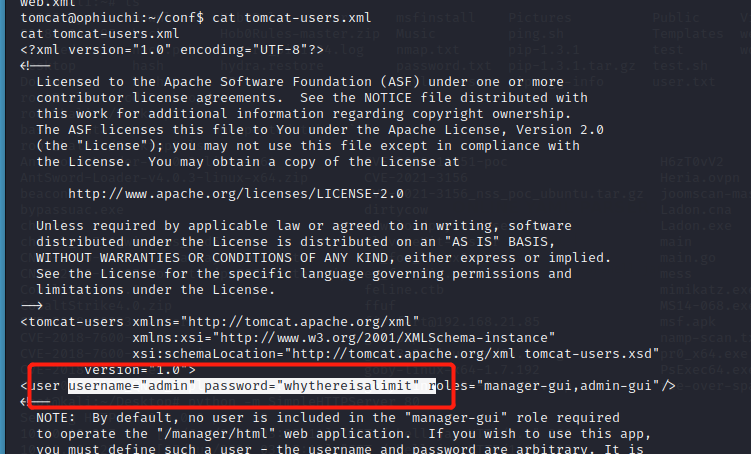 web.xml
tomcat@ophiuchi:~/conf$ cat tomcat-users.xml
cat tomcat-users.xml
<?xml version="1.0" encoding="UTF-8"?>
<!--
Licensed to the Apache Software Foundation (ASF) under one or more
contributor license agreements.  See the NOTICE file distributed with
this work for additional information regarding copyright ownership.
The ASF licenses this file to You under the Apache License, Version 2.0
(the "License"); you may not use this file except in compliance with
the License.  You may obtain a copy of the License at
http://www.apache.org/licenses/LICENSE-2.0
Unless required by applicable law or agreed to in writing, software
distributed under the License is distributed on an "AS IS" BASIS,
WITHOUT WARRANTIES OR CONDITIONS OF ANY KIND, either express or implied.
See the License for the specific language governing permissions and
limitations under the License.
-->
<tomcat-users xmlns="http://tomcat.apache.org/xml"
xmlns:xsi="http://www.w3.org/2001/XMLSchema-instance"
xsi:schemaLocation="http://tomcat.apache.org/xml tomcat-users.xsd"
version="1.0">
<user username="admin" password="whythereisalimit" roles="manager-gui,admin-gui"/>
<!--
NOTE:  By default, no user is included in the "manager-gui" role required
to operate the "/manager/html" web application.  If you wish to use this app,
you must define such a user - the username and password are arbitrary. It is